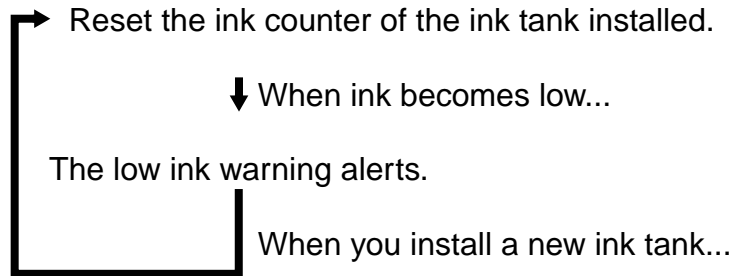 Reset the ink counter of the ink tank installed.
When ink becomes low...
The low ink warning alerts.
When you install a new ink tank...